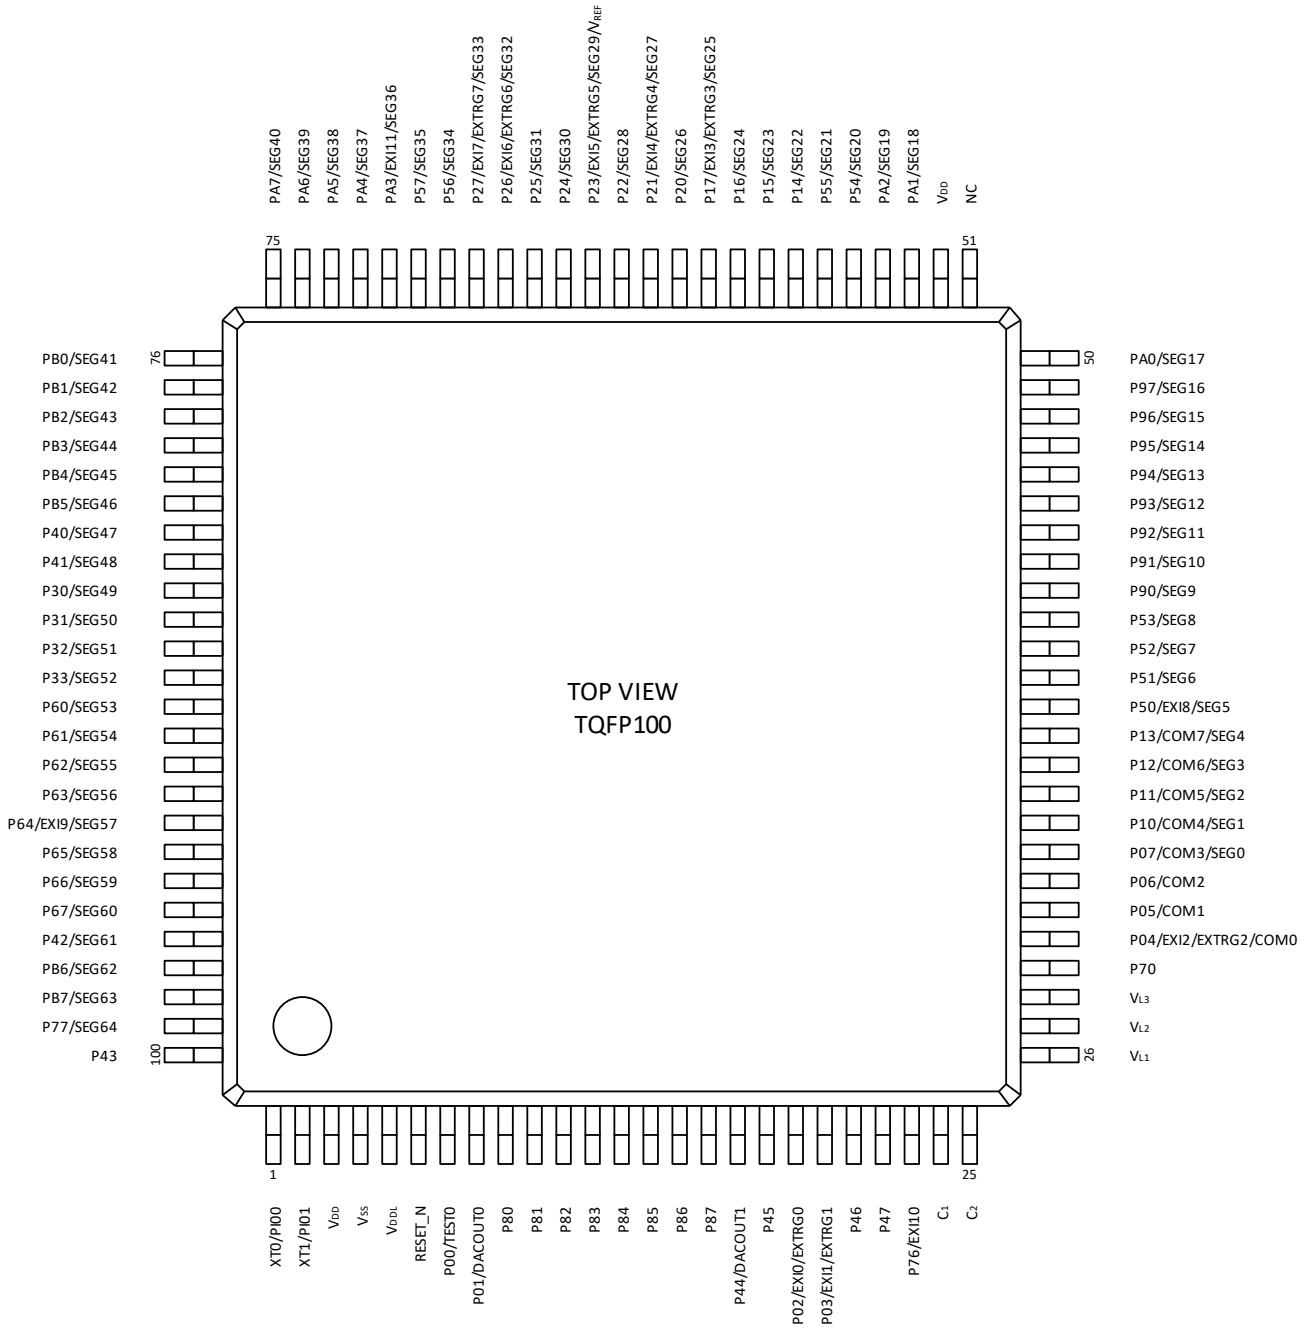 PA7/SEG40
PA6/SEG39
PA5/SEG38
PA4/SEG37
PA3/EXI11/SEG36
P57/SEG35
P56/SEG34
P27/EXI7/EXTRG7/SEG33
P26/EXI6/EXTRG6/SEG32
P25/SEG31
P24/SEG30
P23/EXI5/EXTRG5/SEG29/VREF
P22/SEG28
P21/EXI4/EXTRG4/SEG27
P20/SEG26
P17/EXI3/EXTRG3/SEG25
P16/SEG24
P15/SEG23
P14/SEG22
P55/SEG21
P54/SEG20
PA2/SEG19
PA1/SEG18
VDD
NC
75
51
PB0/SEG41
PB1/SEG42
PB2/SEG43
PB3/SEG44
PB4/SEG45
PB5/SEG46
P40/SEG47
P41/SEG48
P30/SEG49
P31/SEG50
P32/SEG51
P33/SEG52
P60/SEG53
P61/SEG54
P62/SEG55
P63/SEG56
P64/EXI9/SEG57
P65/SEG58
P66/SEG59
P67/SEG60
P42/SEG61
PB6/SEG62
PB7/SEG63
P77/SEG64
P43
76
100
TOP VIEW
TQFP100
50
26
PA0/SEG17
P97/SEG16
P96/SEG15
P95/SEG14
P94/SEG13
P93/SEG12
P92/SEG11
P91/SEG10
P90/SEG9
P53/SEG8
P52/SEG7
P51/SEG6
P50/EXI8/SEG5
P13/COM7/SEG4
P12/COM6/SEG3
P11/COM5/SEG2
P10/COM4/SEG1
P07/COM3/SEG0
P06/COM2
P05/COM1
P04/EXI2/EXTRG2/COM0
P70
VL3
VL2
VL1
1
25
XT0/PI00
XT1/PI01
VDD
VSS
VDDL
RESET_N
P00/TEST0
P01/DACOUT0
P80
P81
P82
P83
P84
P85
P86
P87
P44/DACOUT1
P45
P02/EXI0/EXTRG0
P03/EXI1/EXTRG1
P46
P47
P76/EXI10
C1
C2